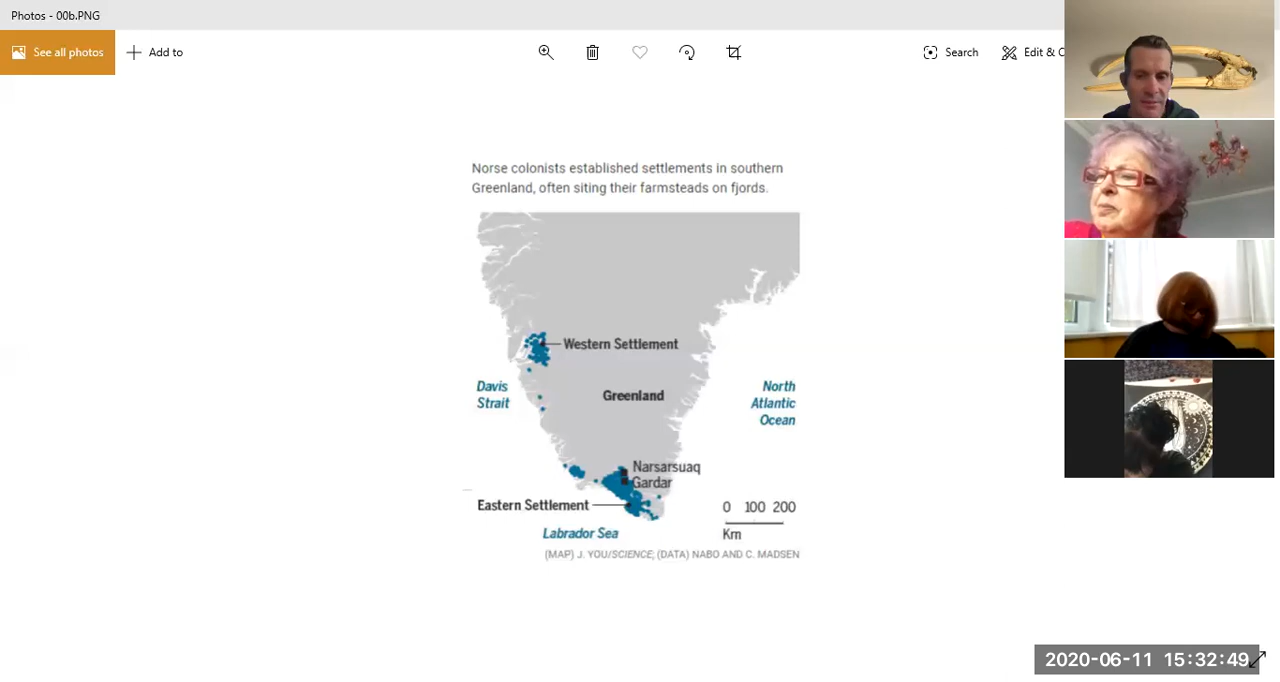 Photos - 00b.PNG
See all photos
Add to
Search
Edit & C
Norse colonists established settlements in southern
Greenland, often siting their farmsteads on fjords.
Western Settlement
Davis
Strait
Greenland
North
Atlantic
Ocean
Narsarsuaq
Gardar
Eastern Settlement
0 100 200
Km
Labrador Sea
(MAP) J. YOU/SCIENCE; (DATA) NABO AND C. MADSEN
2020-06-11 15:32:49